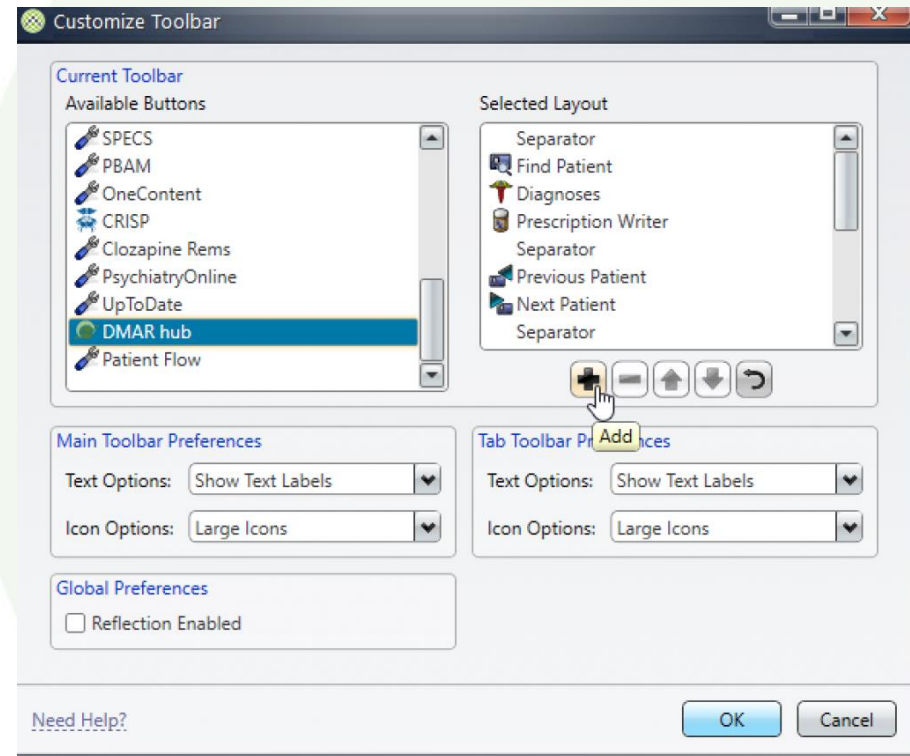 Customize Toolbar
Current Toolbar
Available Buttons
SPECS
PBAM
OneContent
CRISP
Clozapine Rems
PsychiatryOnline
UpToDate
DMAR hub
Patient Flow
Selected Layout
Separator
Find Patient
Diagnoses
Prescription Writer
Separator
Previous Patient
Next Patient
Separator
Add
Main Toolbar Preferences
Text Options: Show Text Labels
Icon Options: Large Icons
Tab Toolbar Pr nces
Text Options: Show Text Labels
Icon Options: Large Icons
Global Preferences
Reflection Enabled
Need Help?
OK Cancel